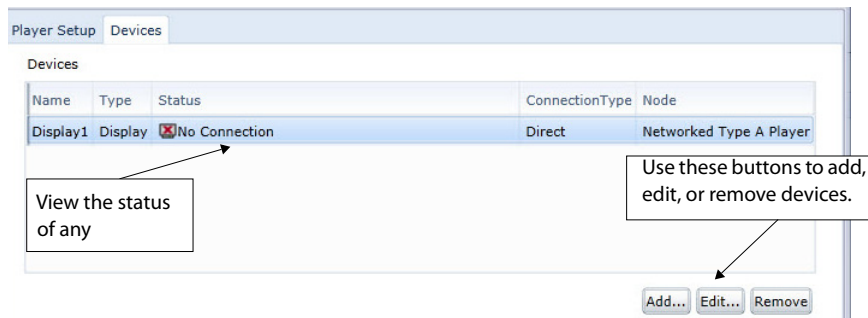 Player Setup Devices
Devices
Name Type Status ConnectionType Node
Display1 Display No Connection Direct Networked Type A Player
View the status
of any
Use these buttons to add,
edit, or remove devices.
Add... Edit... Remove